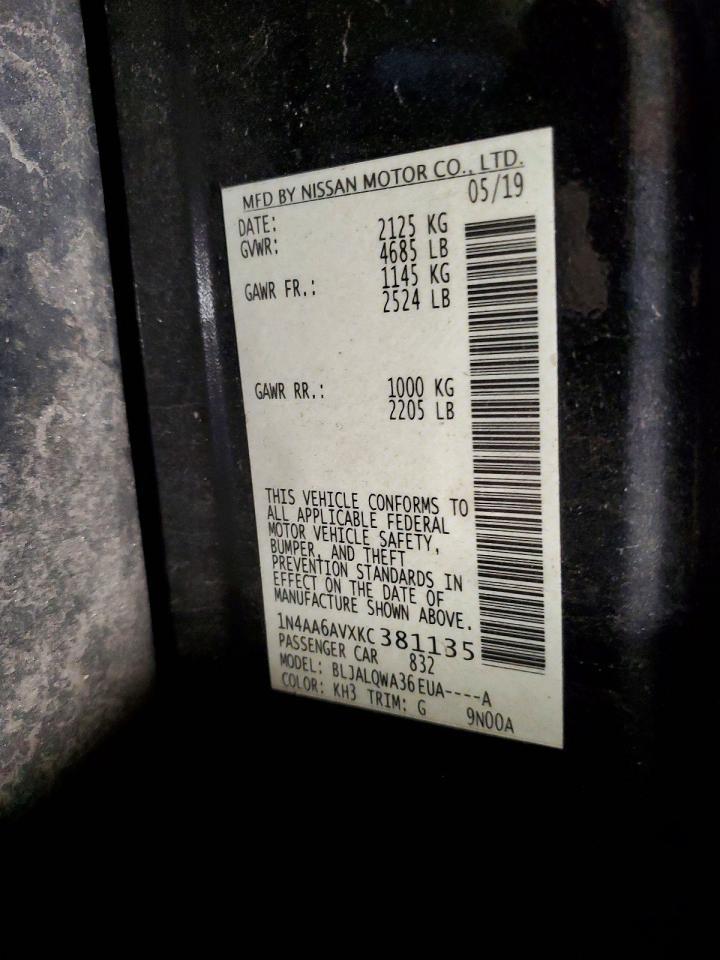 MFD BY NISSAN MOTOR CO., LTD.
DATE: 05/19
GVWR: 2125 KG
4685 LB
GAWR FR.: 1145 KG
2524 LB
GAWR RR.: 1000 KG
2205 LB
THIS VEHICLE CONFORMS TO
ALL APPLICABLE FEDERAL
MOTOR VEHICLE SAFETY,
BUMPER, AND THEFT
PREVENTION STANDARDS IN
EFFECT ON THE DATE OF
MANUFACTURE SHOWN ABOVE.
1N4AA6AVXKC381135
PASSENGER CAR 832
MODEL: BLJALQWA36EUA----A
COLOR: KH3 TRIM: G 9N00A